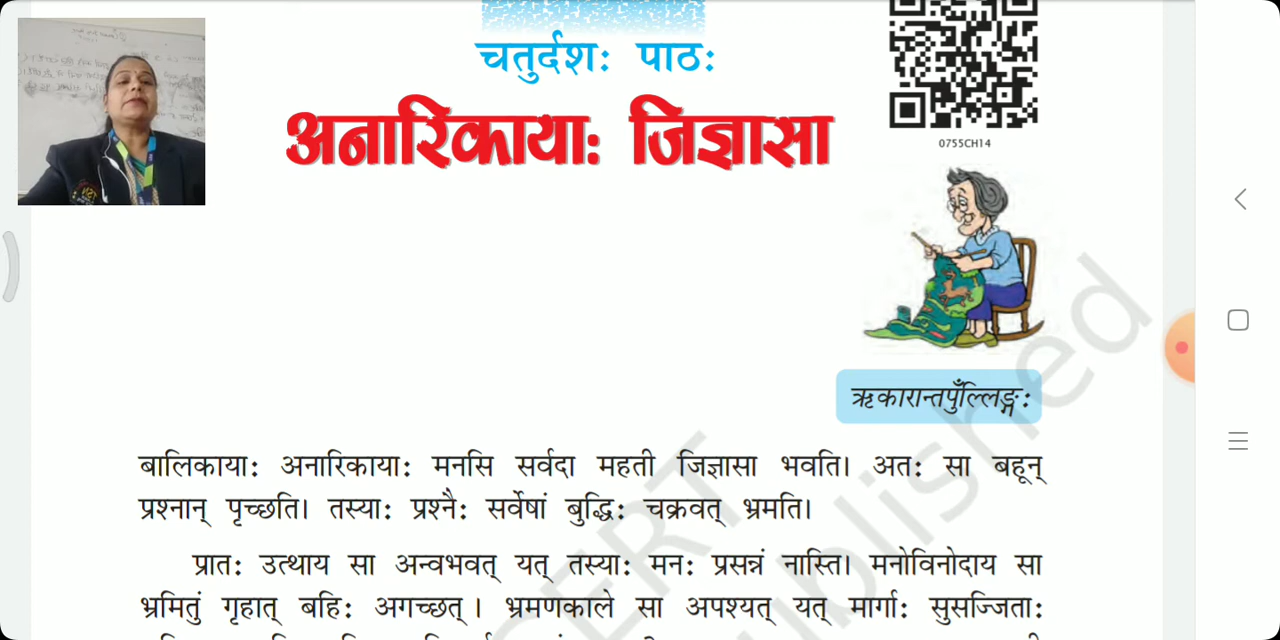 चतुर्दशः पाठः
अनारिकायाः जिज्ञासा
0755CH14
ऋकारान्तपुँल्लिङ्गः
बालिकायाः अनारिकायाः मनसि सर्वदा महती जिज्ञासा भवति। अतः सा बहून्
प्रश्नान् पृच्छति। तस्याः प्रश्नैः सर्वेषां बुद्धिः चक्रवत् भ्रमति।
प्रातः उत्थाय सा अन्वभवत् यत् तस्याः मनः प्रसन्नं नास्ति। मनोविनोदाय सा
भ्रमितुं गृहात् बहिः अगच्छत्। भ्रमणकाले सा अपश्यत् यत् मार्गाः सुसज्जिताः